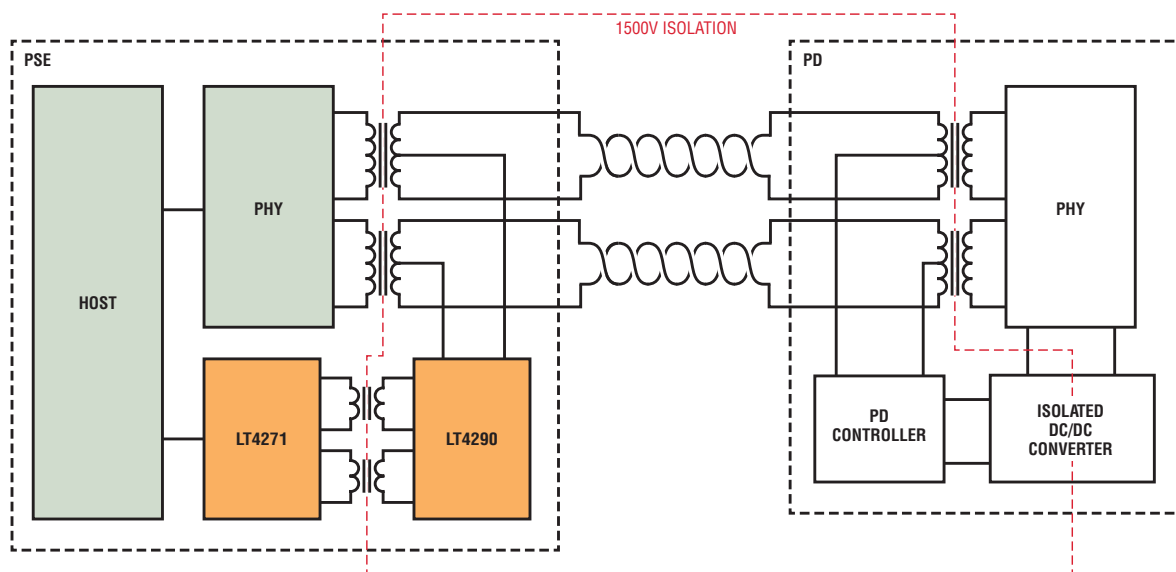 1500V ISOLATION
PSE
PD
HOST
PHY
PHY
LT4271
LT4290
PD
CONTROLLER
ISOLATED
DC/DC
CONVERTER